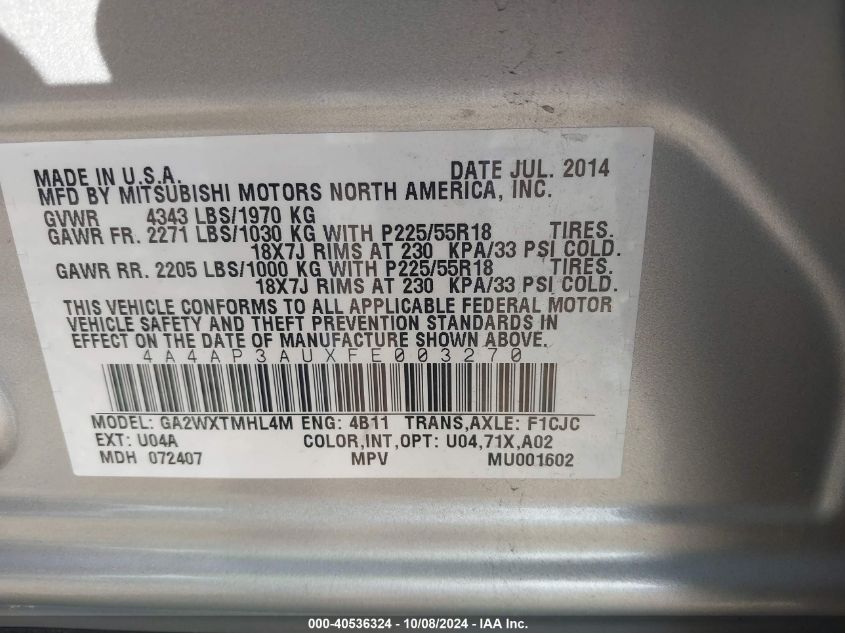 MADE IN U.S.A. DATE JUL. 2014
MFD BY MITSUBISHI MOTORS NORTH AMERICA, INC.
GVWR 4343 LBS/1970 KG
GAWR FR. 2271 LBS/1030 KG WITH P225/55R18 TIRES.
18X7J RIMS AT 230 KPA/33 PSI COLD.
GAWR RR. 2205 LBS/1000 KG WITH P225/55R18 TIRES.
18X7J RIMS AT 230 KPA/33 PSI COLD.
THIS VEHICLE CONFORMS TO ALL APPLICABLE FEDERAL MOTOR
VEHICLE SAFETY AND THEFT PREVENTION STANDARDS IN
EFFECT ON THE DATE OF MANUFACTURE SHOWN ABOVE.
4A4AP3AUXFE003270
MODEL: GA2WXTMHL4M ENG: 4B11 TRANS,AXLE: F1CJC
EXT: U04A COLOR,INT,OPT: U04,71X,A02
MDH 072407 MPV MU001602
000-40536324 - 10/08/2024 - IAA Inc.